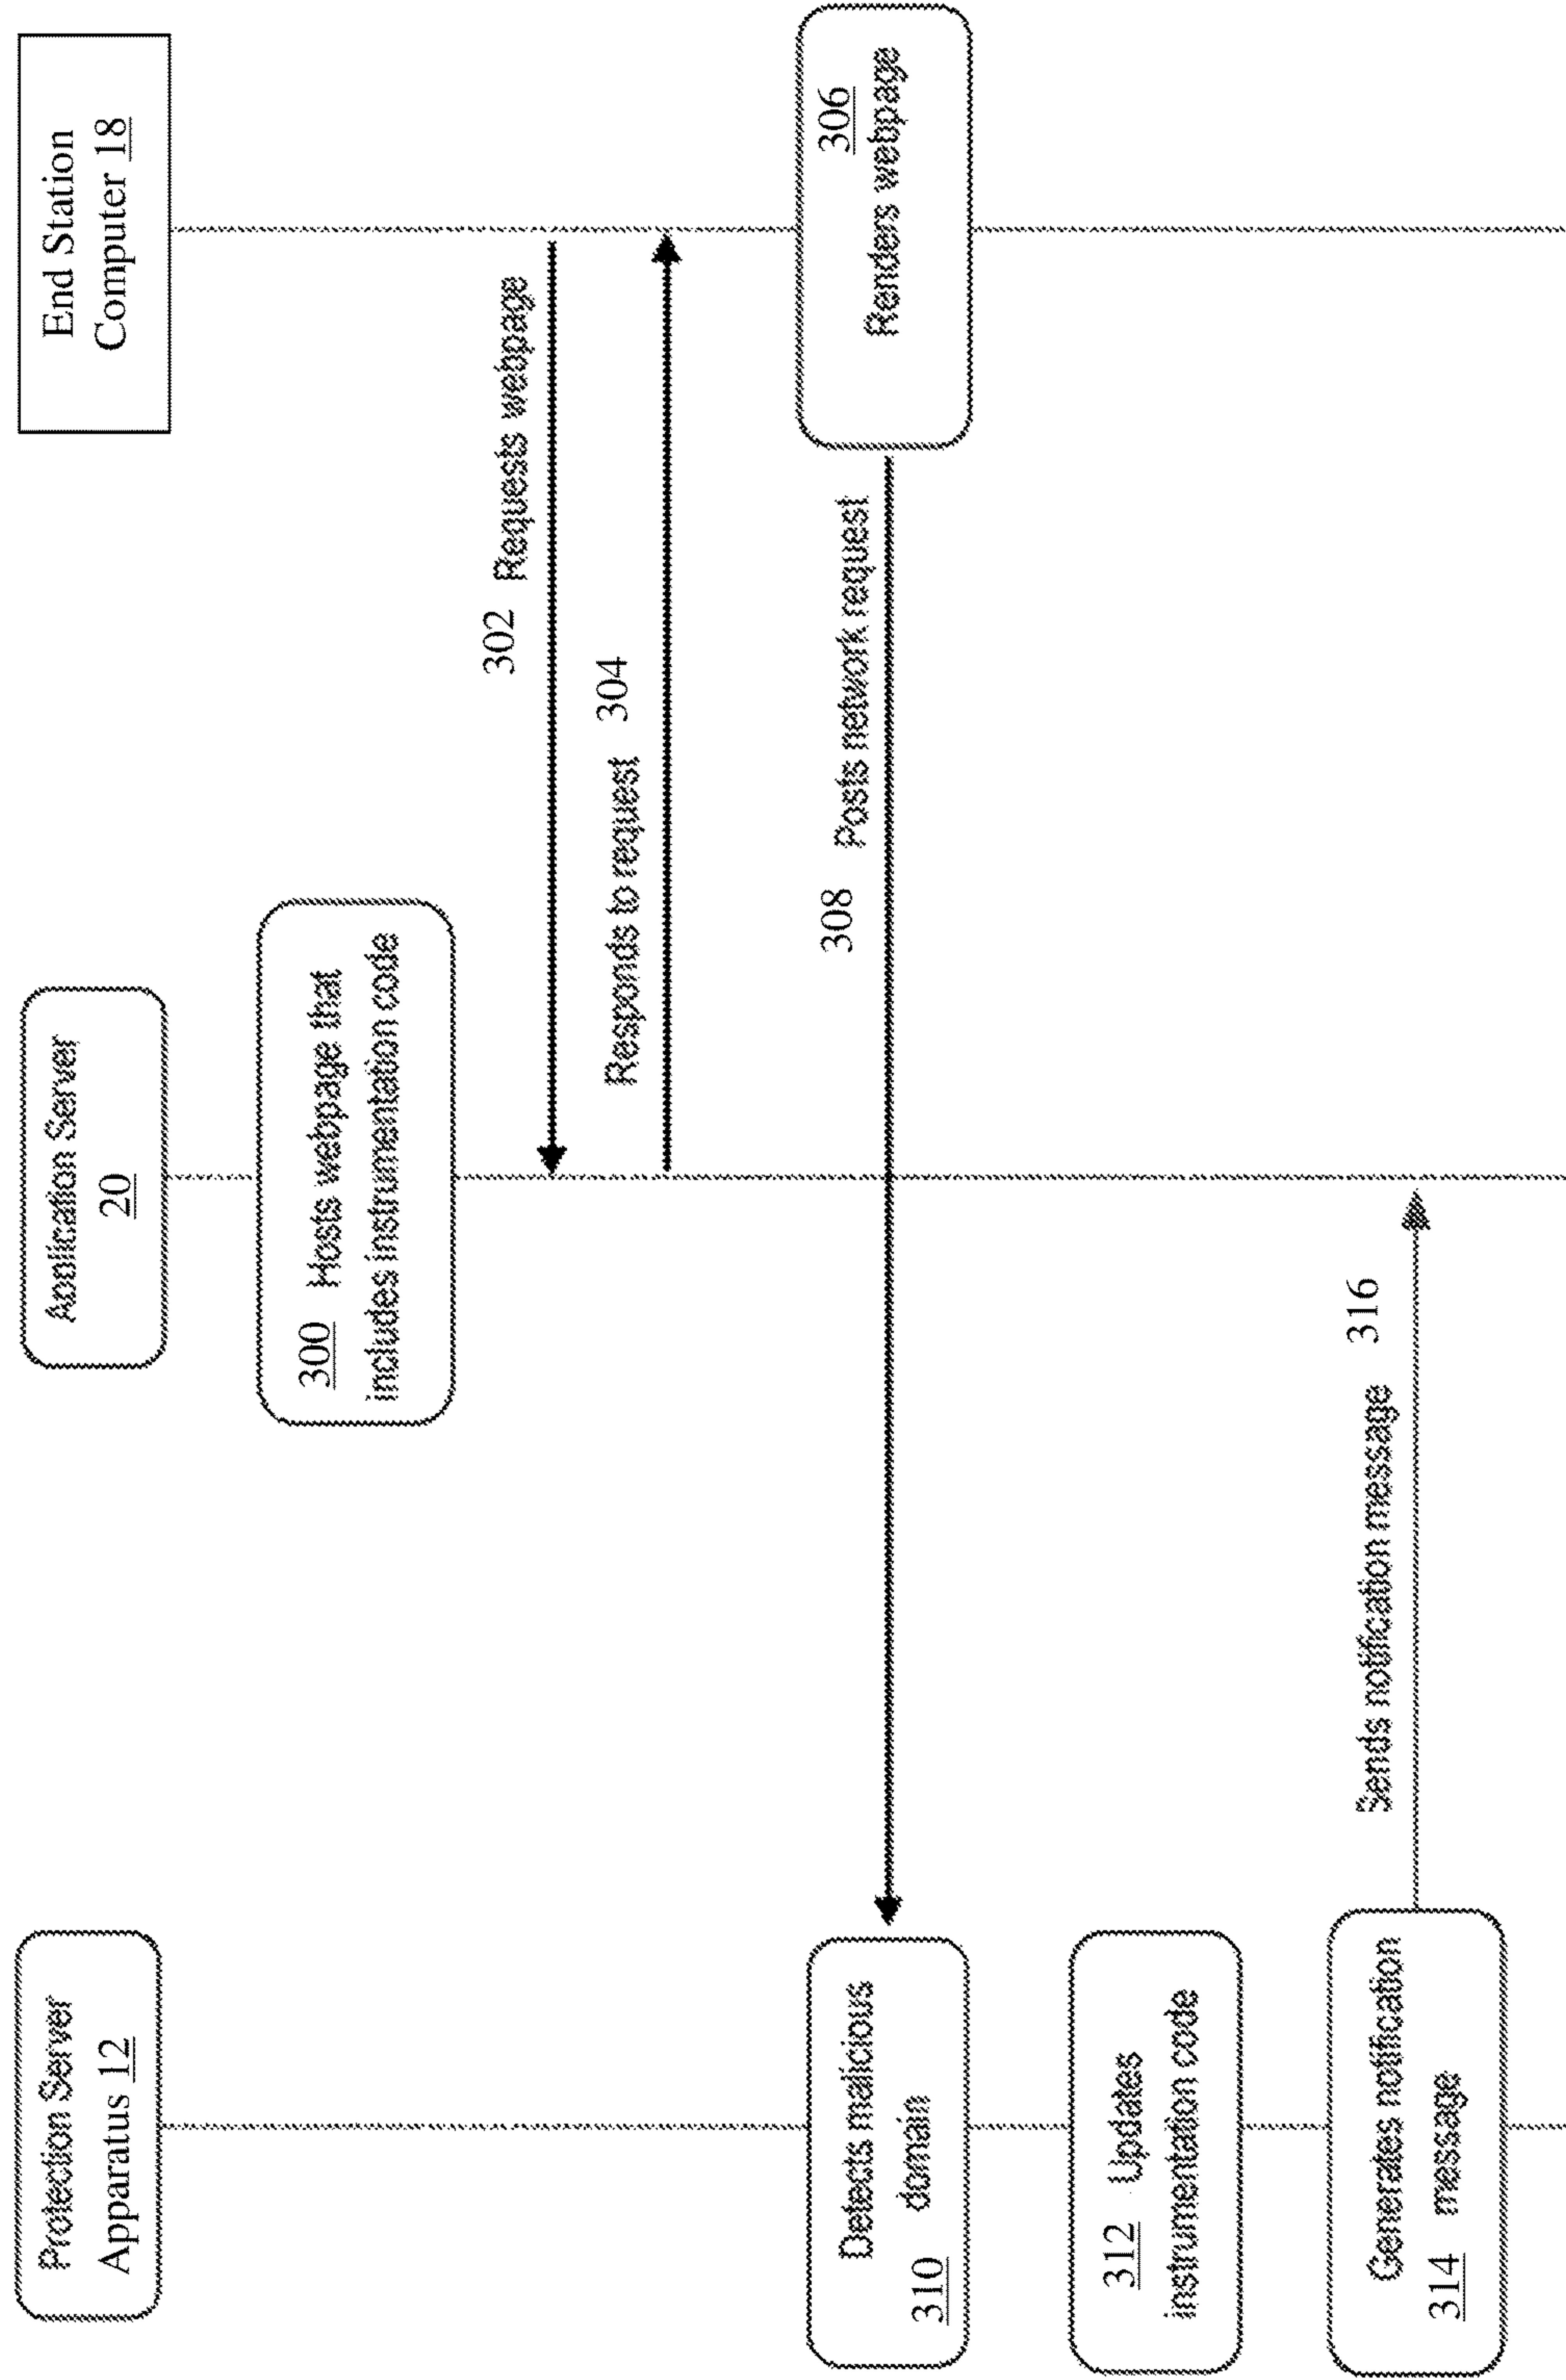 Protection Server
Apparatus 12
Application Server
20
End Station
Computer 18
300 Hosts webpage that
includes instrumentation code
302 Requests webpage
Responds to request 304
306
Renders webpage
308 Posts network request
Detects malicious
310 domain
312 Updates
instrumentation code
Generates notification
314 message
Sends notification message 316